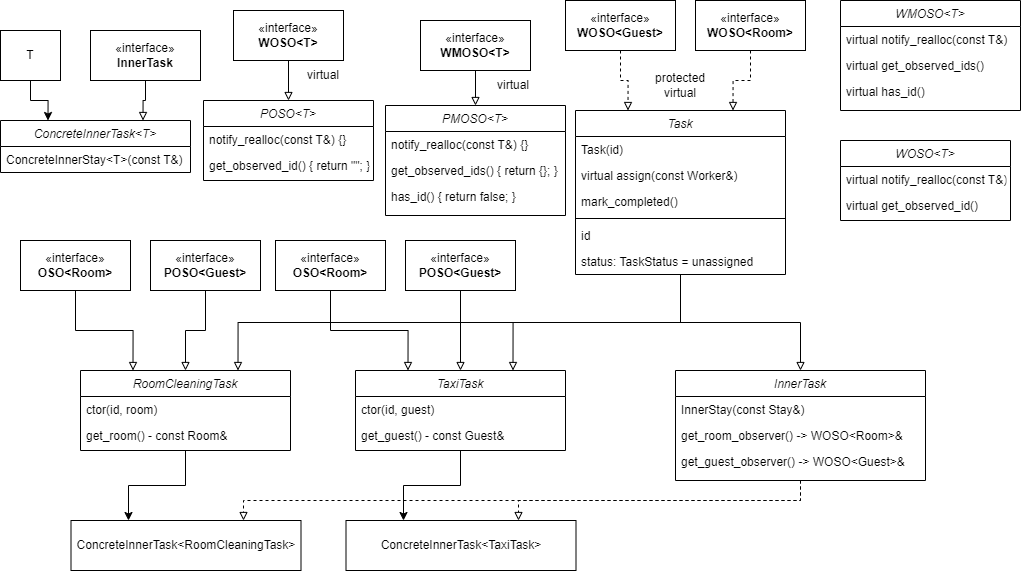 T
«interface»
InnerTask
ConcreteInnerTask<T>
ConcreteInnerStay<T>(const T&)
«interface»
WOSO<T>
virtual
POSO<T>
notify_realloc(const T&) {}
get_observed_id() { return ""; }
«interface»
WMOSO<T>
virtual
PMOSO<T>
notify_realloc(const T&) {}
get_observed_ids() { return {}; }
has_id() { return false; }
«interface»
WOSO<Guest>
«interface»
WOSO<Room>
protected
virtual
Task
Task(id)
virtual assign(const Worker&)
mark_completed()
id
status: TaskStatus = unassigned
WMOSO<T>
virtual notify_realloc(const T&)
virtual get_observed_ids()
virtual has_id()
WOSO<T>
virtual notify_realloc(const T&)
virtual get_observed_id()
«interface»
OSO<Room>
«interface»
POSO<Guest>
«interface»
OSO<Room>
«interface»
POSO<Guest>
RoomCleaningTask
ctor(id, room)
get_room() - const Room&
TaxiTask
ctor(id, guest)
get_guest() - const Guest&
InnerTask
InnerStay(const Stay&)
get_room_observer() -> WOSO<Room>&
get_guest_observer() -> WOSO<Guest>&
ConcreteInnerTask<RoomCleaningTask>
ConcreteInnerTask<TaxiTask>